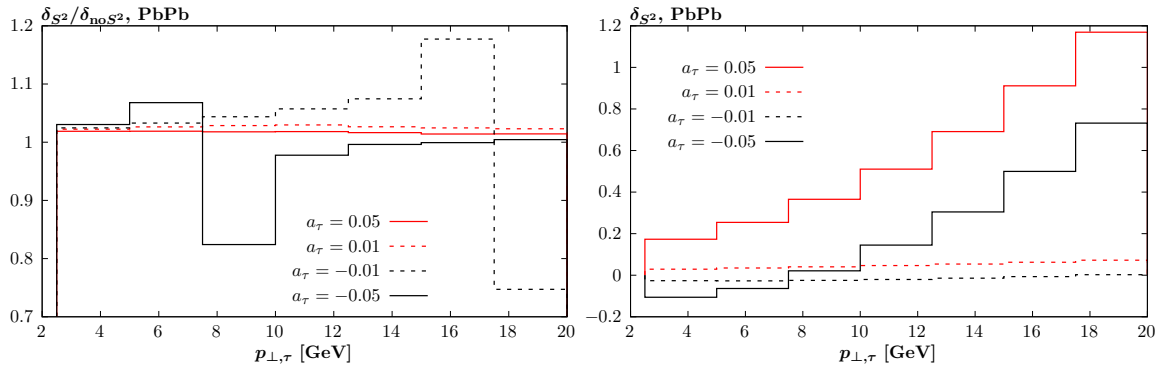 δ_{S²}/δ_{noS²}, PbPb
1.2
1.1
1
0.9
0.8
0.7
a_τ = 0.05
a_τ = 0.01
a_τ = −0.01
a_τ = −0.05
2 4 6 8 10 12 14 16 18 20
p_{⊥,τ} [GeV]
δ_{S²}, PbPb
1.2
1
0.8
0.6
0.4
0.2
0
−0.2
a_τ = 0.05
a_τ = 0.01
a_τ = −0.01
a_τ = −0.05
2 4 6 8 10 12 14 16 18 20
p_{⊥,τ} [GeV]